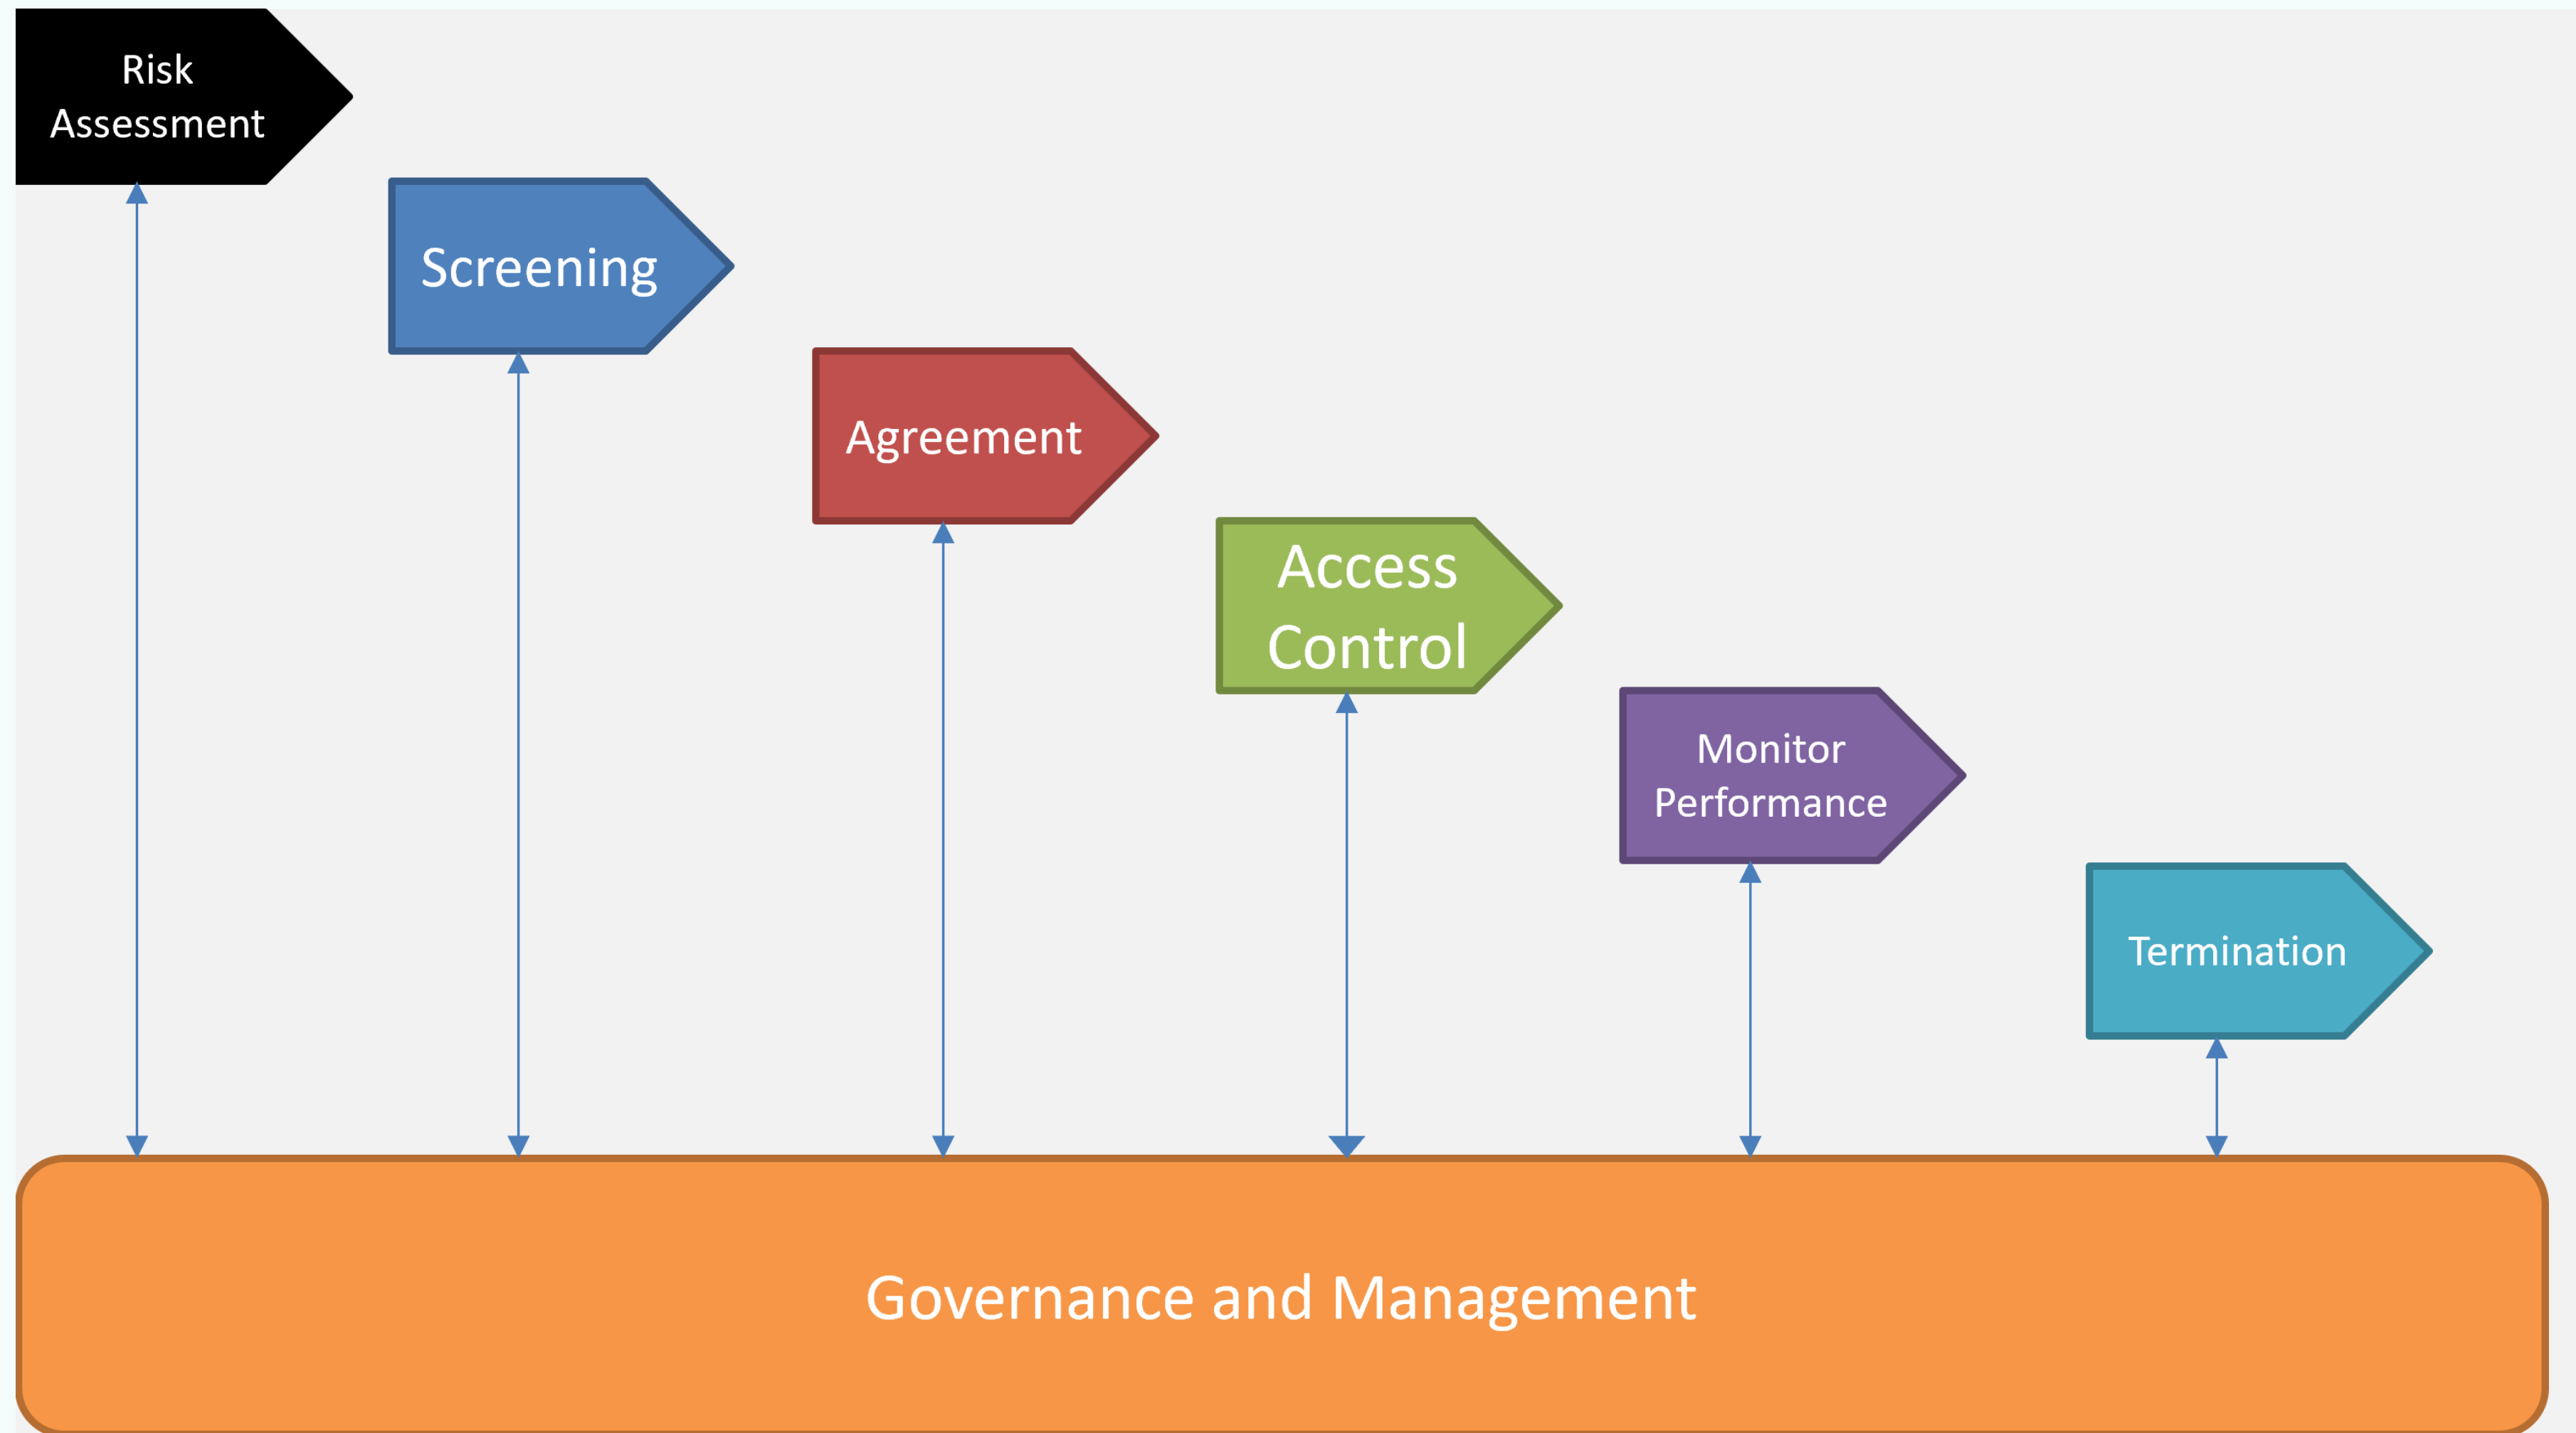 Risk
Assessment
Screening
Agreement
Access
Control
Monitor
Performance
Termination
Governance and Management